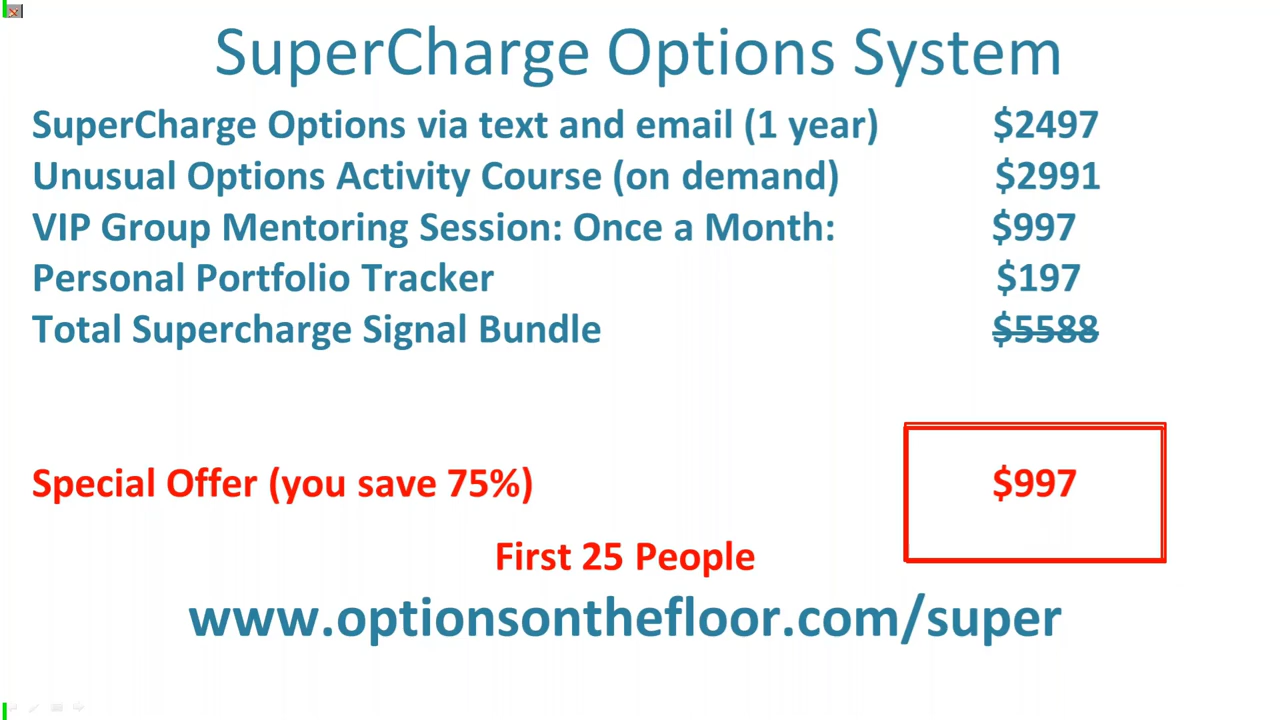 SuperCharge Options System
SuperCharge Options via text and email (1 year) $2497
Unusual Options Activity Course (on demand) $2991
VIP Group Mentoring Session: Once a Month: $997
Personal Portfolio Tracker $197
Total Supercharge Signal Bundle $5588
Special Offer (you save 75%) $997
First 25 People
www.optionsonthefloor.com/super